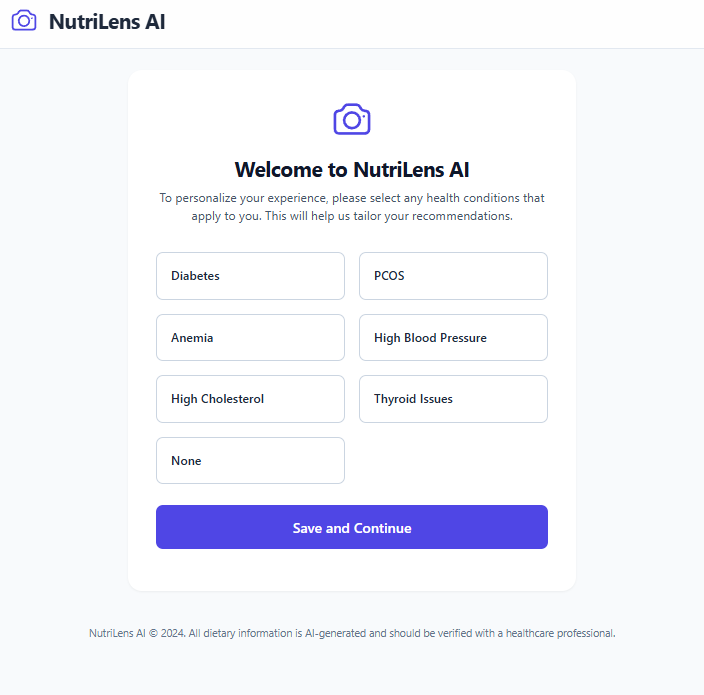 NutriLens AI
Welcome to NutriLens AI
To personalize your experience, please select any health conditions that
apply to you. This will help us tailor your recommendations.
Diabetes
PCOS
Anemia
High Blood Pressure
High Cholesterol
Thyroid Issues
None
Save and Continue
NutriLens AI © 2024. All dietary information is AI-generated and should be verified with a healthcare professional.